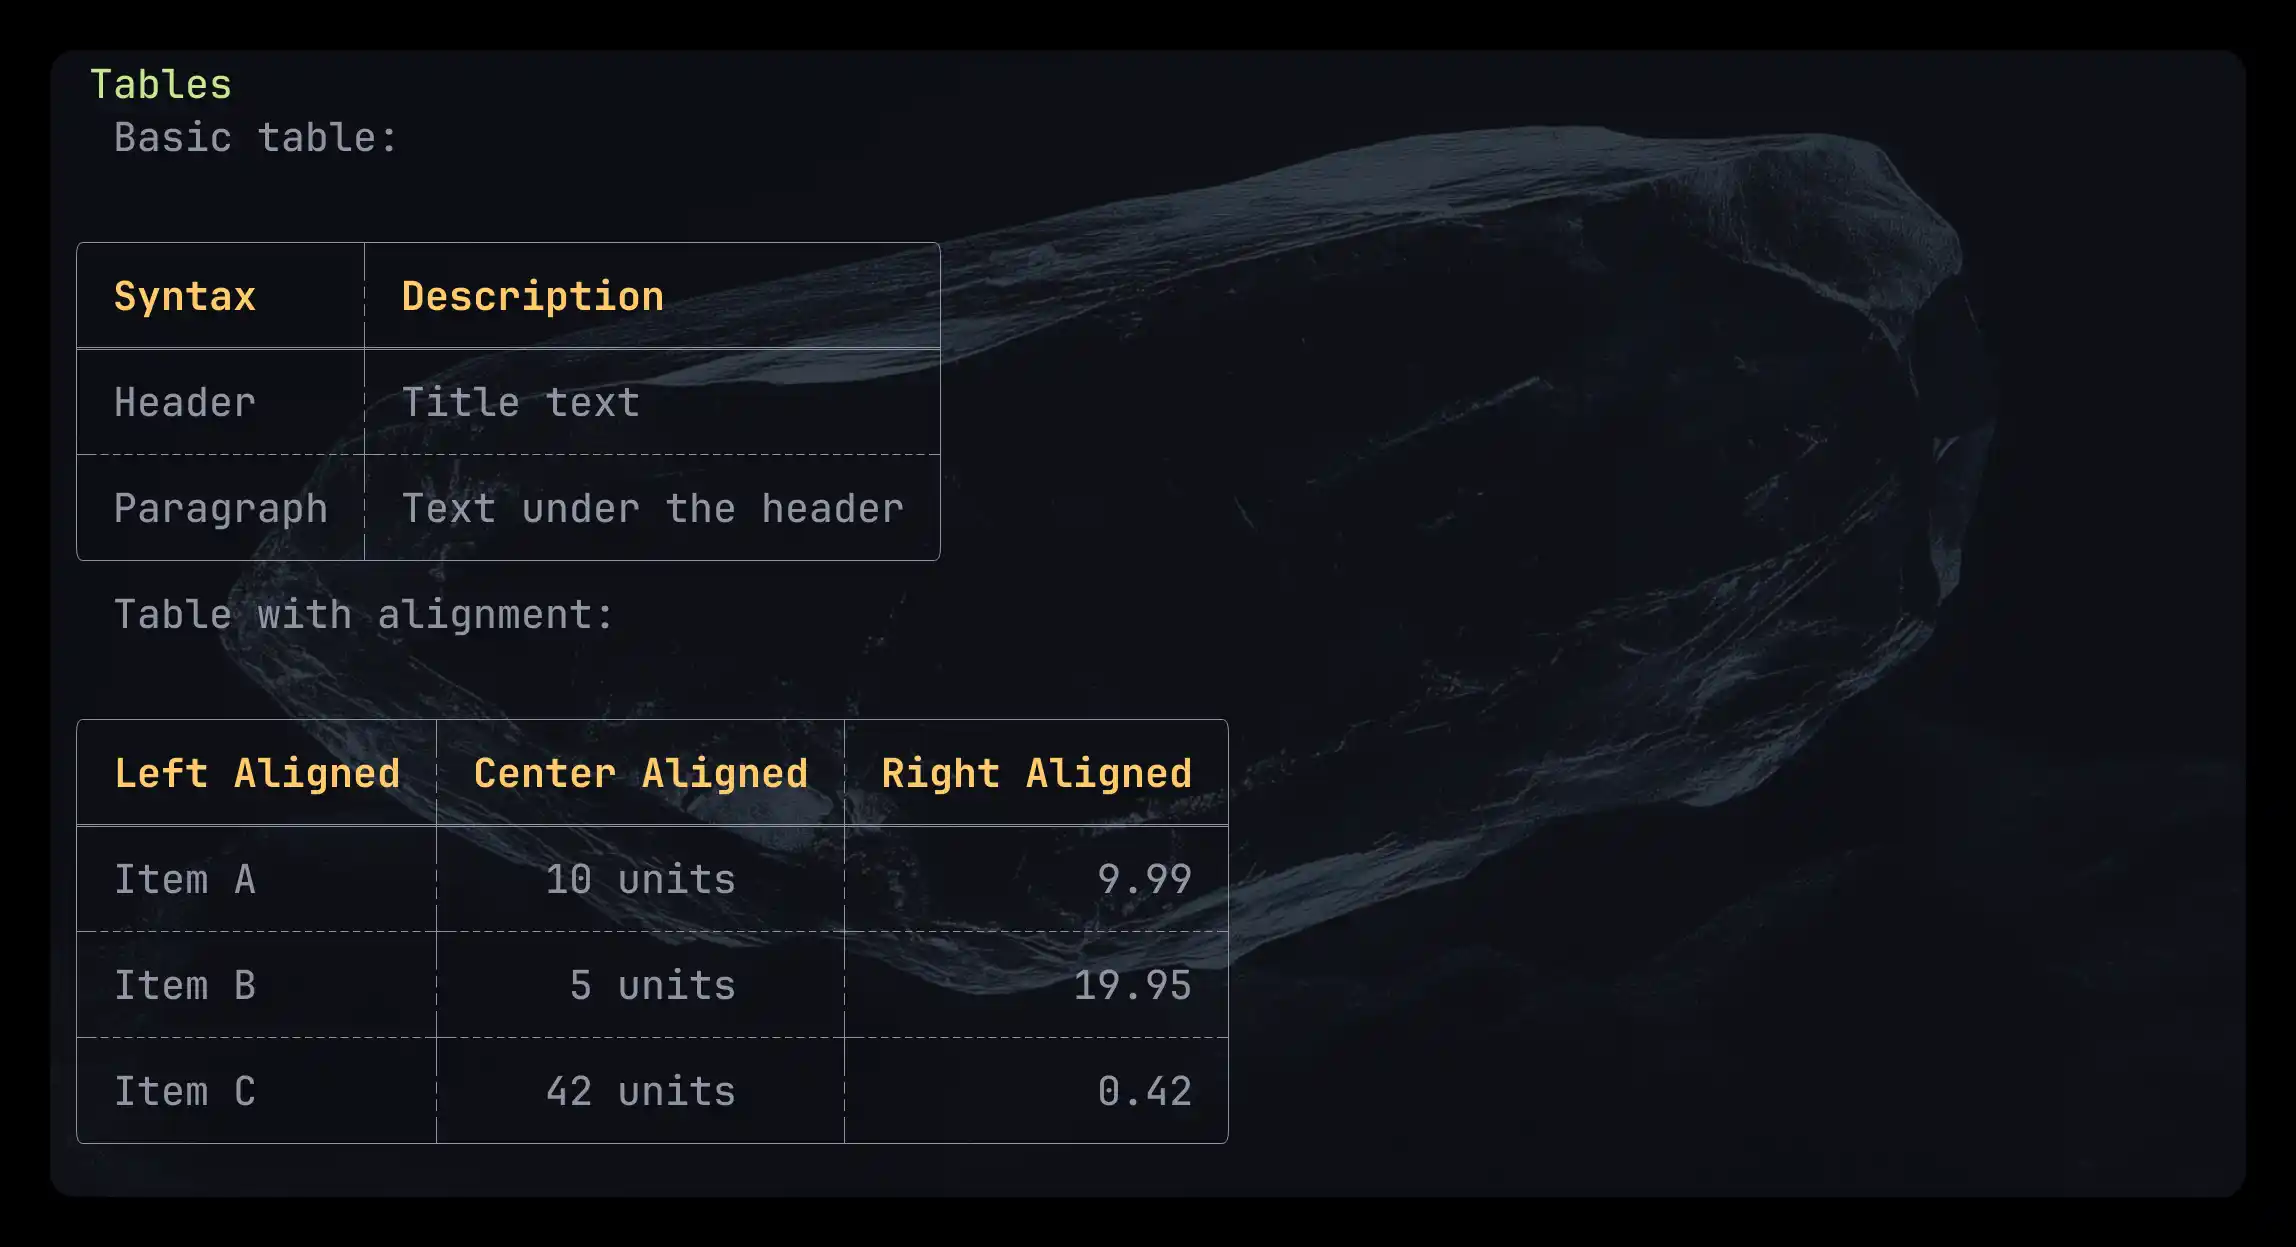 Tables
Basic table:
Syntax Description
Header Title text
Paragraph Text under the header
Table with alignment:
Left Aligned Center Aligned Right Aligned
Item A 10 units 9.99
Item B 5 units 19.95
Item C 42 units 0.42